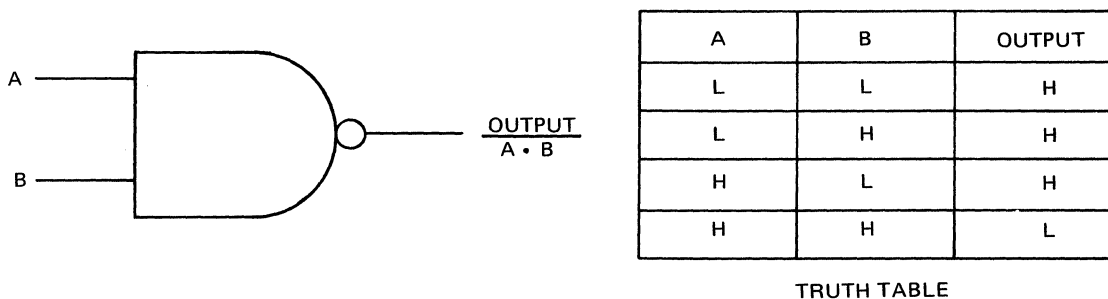 A
B
OUTPUT
A • B
A B OUTPUT
L L H
L H H
H L H
H H L
TRUTH TABLE